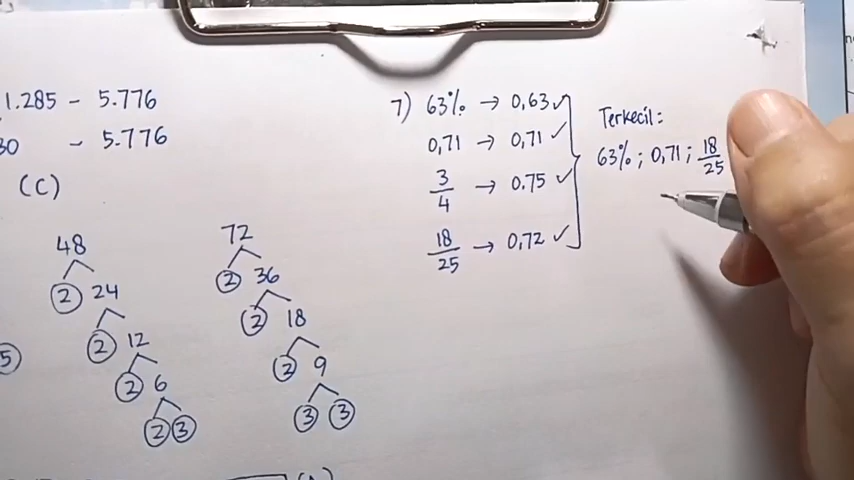 1.285 - 5.776
30 - 5.776
(C)
48
2 24
2 12
2 6
2 3
5
72
2 36
2 18
2 9
3 3
7) 63% → 0,63 ✓
0,71 → 0,71 ✓
3/4 → 0.75 ✓
18/25 → 0,72 ✓
Terkecil:
63% ; 0,71 ; 18/25